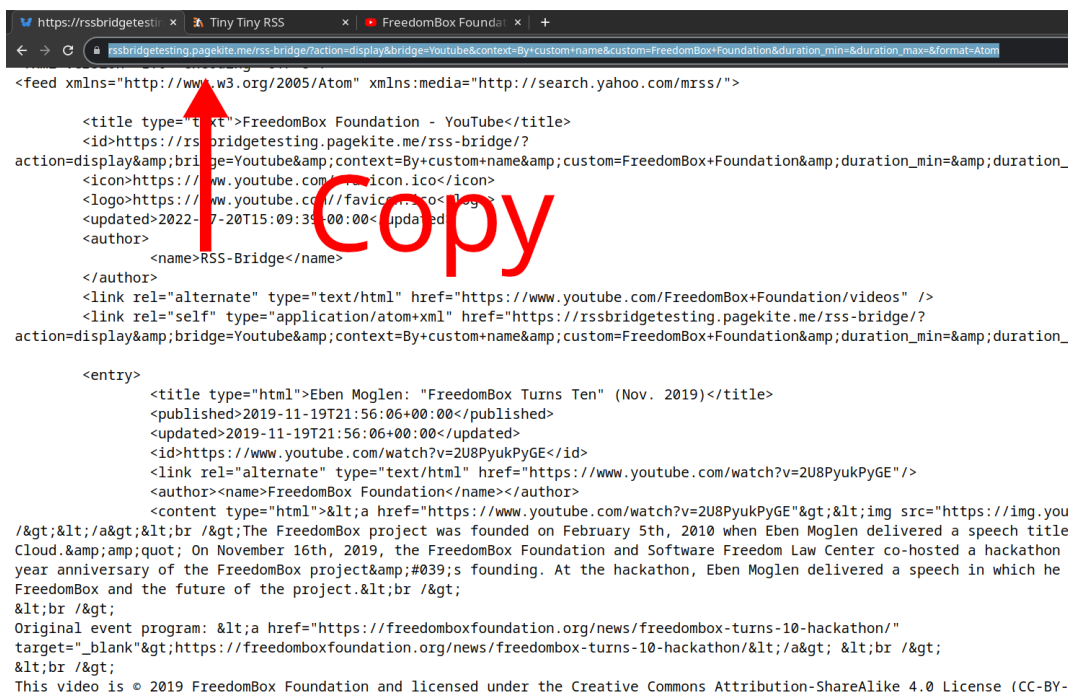 https://rssbridgetestin × Tiny Tiny RSS × FreedomBox Foundat × +
rssbridgetesting.pagekite.me/rss-bridge/?action=display&bridge=Youtube&context=By+custom+name&custom=FreedomBox+Foundation&duration_min=&duration_max=&format=Atom
<feed xmlns="http://www.w3.org/2005/Atom" xmlns:media="http://search.yahoo.com/mrss/">
<title type="text">FreedomBox Foundation - YouTube</title>
<id>https://rssbridgetesting.pagekite.me/rss-bridge/?
action=display&amp;bridge=Youtube&amp;context=By+custom+name&amp;custom=FreedomBox+Foundation&amp;duration_min=&amp;duration_
<icon>https://www.youtube.com//favicon.ico</icon>
<logo>https://www.youtube.com//favicon.ico</logo>
<updated>2022-07-20T15:09:39+00:00</updated>
Copy
<author>
<name>RSS-Bridge</name>
</author>
<link rel="alternate" type="text/html" href="https://www.youtube.com/FreedomBox+Foundation/videos" />
<link rel="self" type="application/atom+xml" href="https://rssbridgetesting.pagekite.me/rss-bridge/?
action=display&amp;bridge=Youtube&amp;context=By+custom+name&amp;custom=FreedomBox+Foundation&amp;duration_min=&amp;duration_
<entry>
<title type="html">Eben Moglen: "FreedomBox Turns Ten" (Nov. 2019)</title>
<published>2019-11-19T21:56:06+00:00</published>
<updated>2019-11-19T21:56:06+00:00</updated>
<id>https://www.youtube.com/watch?v=2U8PyukPyGE</id>
<link rel="alternate" type="text/html" href="https://www.youtube.com/watch?v=2U8PyukPyGE"/>
<author><name>FreedomBox Foundation</name></author>
<content type="html">&lt;a href="https://www.youtube.com/watch?v=2U8PyukPyGE"&gt;&lt;img src="https://img.you
/&gt;&lt;/a&gt;&lt;br /&gt;The FreedomBox project was founded on February 5th, 2010 when Eben Moglen delivered a speech title
Cloud.&amp;amp;quot; On November 16th, 2019, the FreedomBox Foundation and Software Freedom Law Center co-hosted a hackathon
year anniversary of the FreedomBox project&amp;#039;s founding. At the hackathon, Eben Moglen delivered a speech in which he
FreedomBox and the future of the project.&lt;br /&gt;
&lt;br /&gt;
Original event program: &lt;a href="https://freedomboxfoundation.org/news/freedombox-turns-10-hackathon/"
target="_blank"&gt;https://freedomboxfoundation.org/news/freedombox-turns-10-hackathon/&lt;/a&gt; &lt;br /&gt;
&lt;br /&gt;
This video is © 2019 FreedomBox Foundation and licensed under the Creative Commons Attribution-ShareAlike 4.0 License (CC-BY-